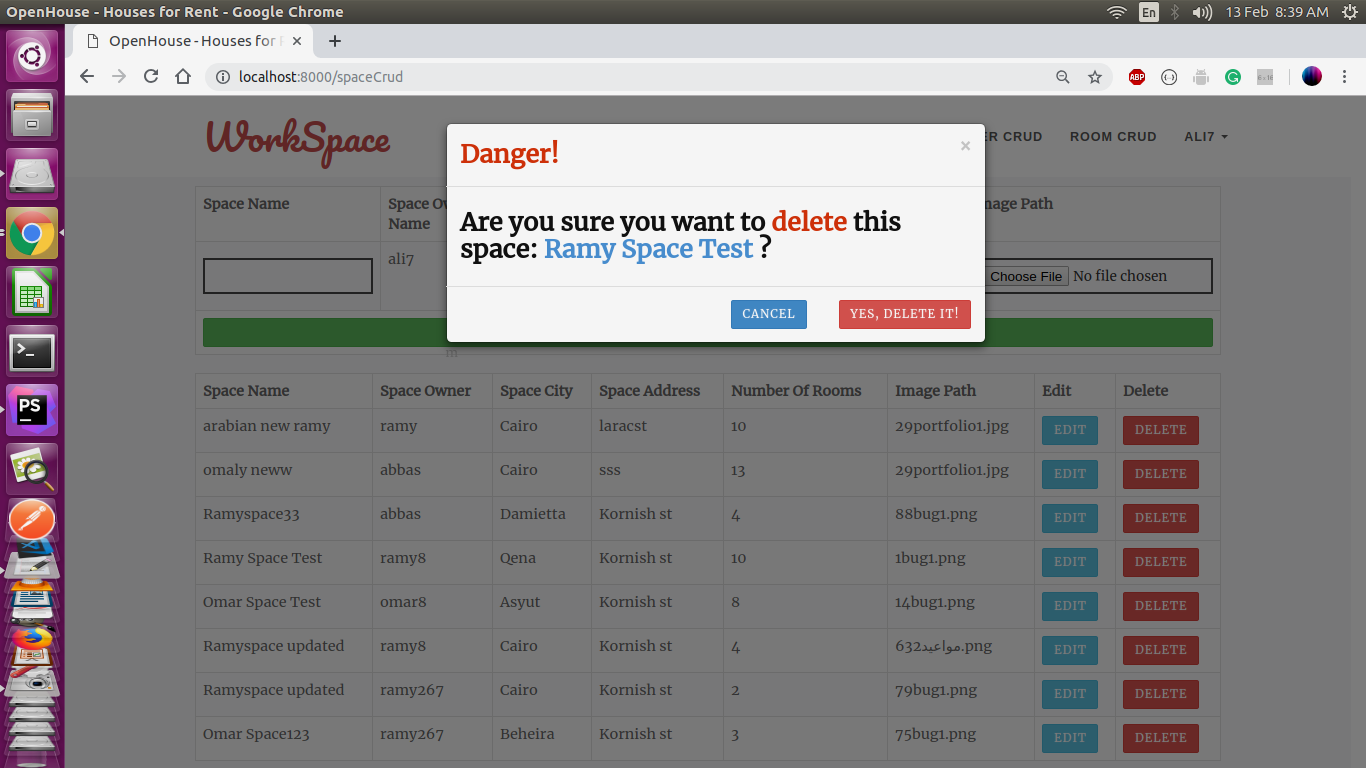 OpenHouse - Houses for Rent - Google Chrome
En
13 Feb 8:39 AM
OpenHouse - Houses for
localhost:8000/spaceCrud
ABP
WorkSpace
ER CRUD
ROOM CRUD
ALI7
Danger!
×
Are you sure you want to delete this
space: Ramy Space Test ?
CANCEL
YES, DELETE IT!
Space Name
Space Ow
Name
mage Path
ali7
Choose File No file chosen
m
Space Name Space Owner Space City Space Address Number Of Rooms Image Path Edit Delete
arabian new ramy ramy Cairo laracst 10 29portfolio1.jpg EDIT DELETE
omaly neww abbas Cairo sss 13 29portfolio1.jpg EDIT DELETE
Ramyspace33 abbas Damietta Kornish st 4 88bug1.png EDIT DELETE
Ramy Space Test ramy8 Qena Kornish st 10 1bug1.png EDIT DELETE
Omar Space Test omar8 Asyut Kornish st 8 14bug1.png EDIT DELETE
Ramyspace updated ramy8 Cairo Kornish st 4 632مواعيد.png EDIT DELETE
Ramyspace updated ramy267 Cairo Kornish st 2 79bug1.png EDIT DELETE
Omar Space123 ramy267 Beheira Kornish st 3 75bug1.png EDIT DELETE
PS